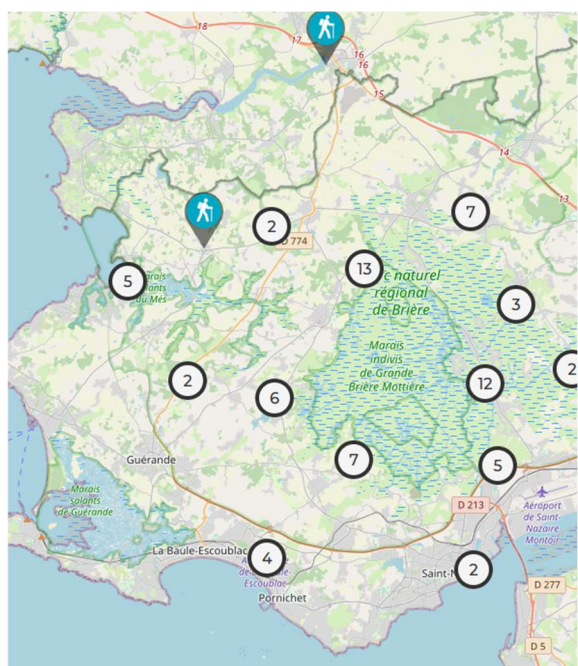 18
17
16
16
15
14
13
7
2
D 774
13
c naturel
régional
de Brière
5
arais
alants
du Mès
3
Marais
indivis
de Grande
Brière Mottière
2
12
2
6
Guérande
7
5
Marais
salants
de Guérande
D 213
Aéroport
de Saint-
Nazaire
Montoir
La Baule-Escoublac
4
Escoublac
Pornichet
Saint-N
2
D 277
D 5